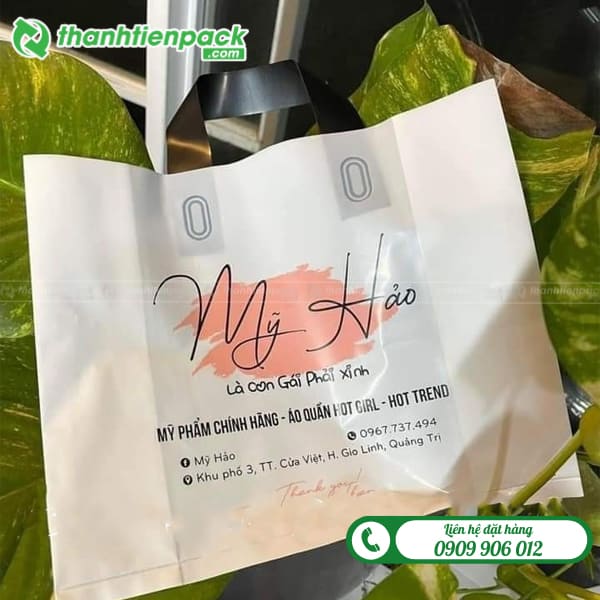 thanhtienpack
.com
Mỹ Hảo
Là Con Gái Phải Xinh
MỸ PHẨM CHÍNH HÃNG - ÁO QUẦN HOT GIRL - HOT TREND
0967.737.494
Mỹ Hảo
Khu phố 3, TT. Cửa Việt, H. Gio Linh, Quảng Trị
Thank you!
thanhtienpack
Liên hệ đặt hàng
0909 906 012